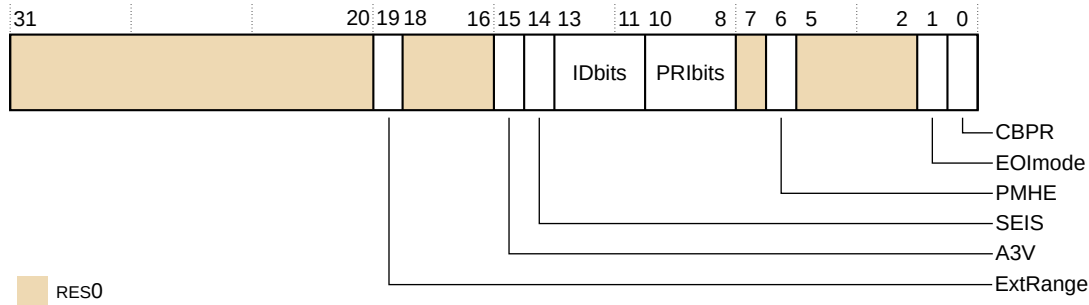 31 20 19 18 16 15 14 13 11 10 8 7 6 5 2 1 0
IDbits PRIbits
CBPR
EOImode
PMHE
SEIS
A3V
ExtRange
RES0